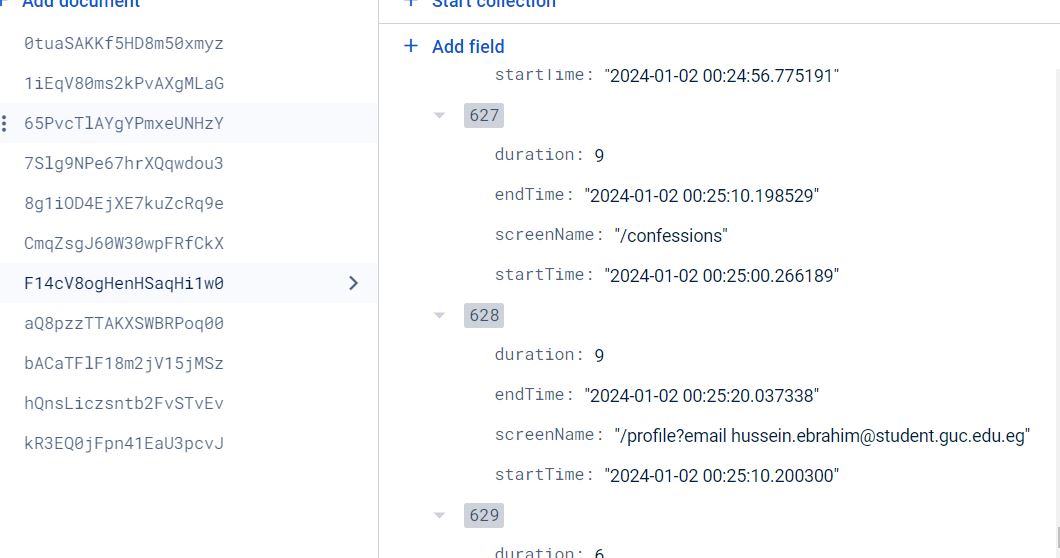 Add document
0tuaSAKKf5HD8m50xmyz
1iEqV80ms2kPvAXgMLaG
65PvcTlAYgYPmxeUNHzY
7Slg9NPe67hrXQqwdou3
8g1iOD4EjXE7kuZcRq9e
CmqZsgJ60W30wpFRfCkX
F14cV8ogHenHSaqHi1w0
aQ8pzzTTAKXSWBRPoq00
bACaTFlF18m2jV15jMSz
hQnsLiczsntb2FvSTvEv
kR3EQ0jFpn41EaU3pcvJ
+ Start collection
+ Add field
startTime: "2024-01-02 00:24:56.775191"
627
duration: 9
endTime: "2024-01-02 00:25:10.198529"
screenName: "/confessions"
startTime: "2024-01-02 00:25:00.266189"
628
duration: 9
endTime: "2024-01-02 00:25:20.037338"
screenName: "/profile?email hussein.ebrahim@student.guc.edu.eg"
startTime: "2024-01-02 00:25:10.200300"
629
duration: 6